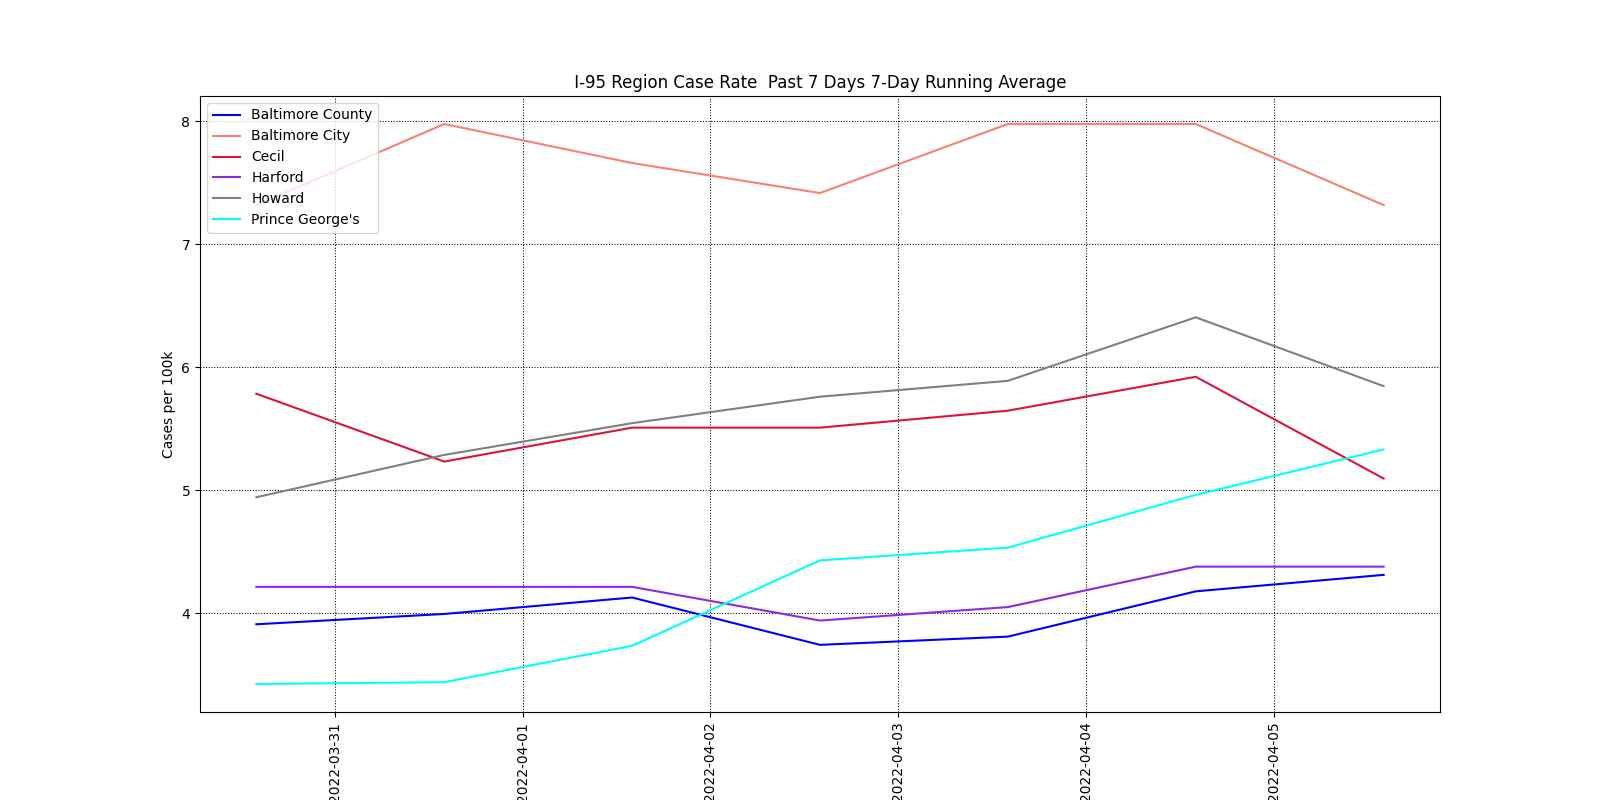 I-95 Region Case Rate  Past 7 Days 7-Day Running Average
Baltimore County
Baltimore City
Cecil
Harford
Howard
Prince George's
8
7
6
5
4
Cases per 100k
2022-03-31
2022-04-01
2022-04-02
2022-04-03
2022-04-04
2022-04-05